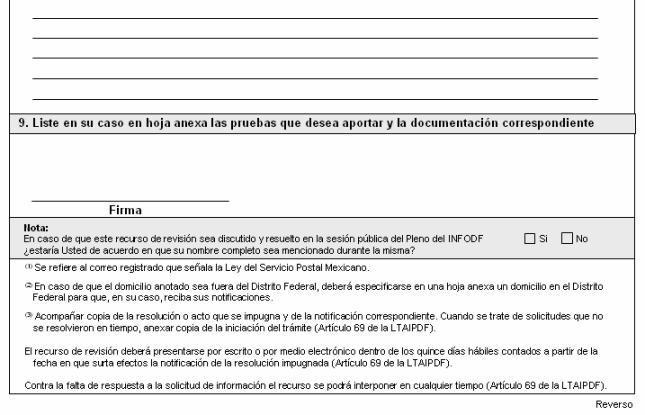 9. Liste en su caso en hoja anexa las pruebas que desea aportar y la documentación correspondiente
Firma
Nota:
En caso de que este recurso de revisión sea discutido y resuelto en la sesión pública del Pleno del INFODF
¿estaría Usted de acuerdo en que su nombre completo sea mencionado durante la misma?
Si No
(1) Se refiere al correo registrado que señala la Ley del Servicio Postal Mexicano.
(2) En caso de que el domicilio anotado sea fuera del Distrito Federal, deberá especificarse en una hoja anexa un domicilio en el Distrito
Federal para que, en su caso, reciba sus notificaciones.
(3) Acompañar copia de la resolución o acto que se impugna y de la notificación correspondiente. Cuando se trate de solicitudes que no
se resolvieron en tiempo, anexar copia de la iniciación del trámite (Artículo 69 de la LTAIPDF).
El recurso de revisión deberá presentarse por escrito o por medio electrónico dentro de los quince días hábiles contados a partir de la
fecha en que surta efectos la notificación de la resolución impugnada (Artículo 69 de la LTAIPDF).
Contra la falta de respuesta a la solicitud de información el recurso se podrá interponer en cualquier tiempo (Artículo 69 de la LTAIPDF).
Reverso